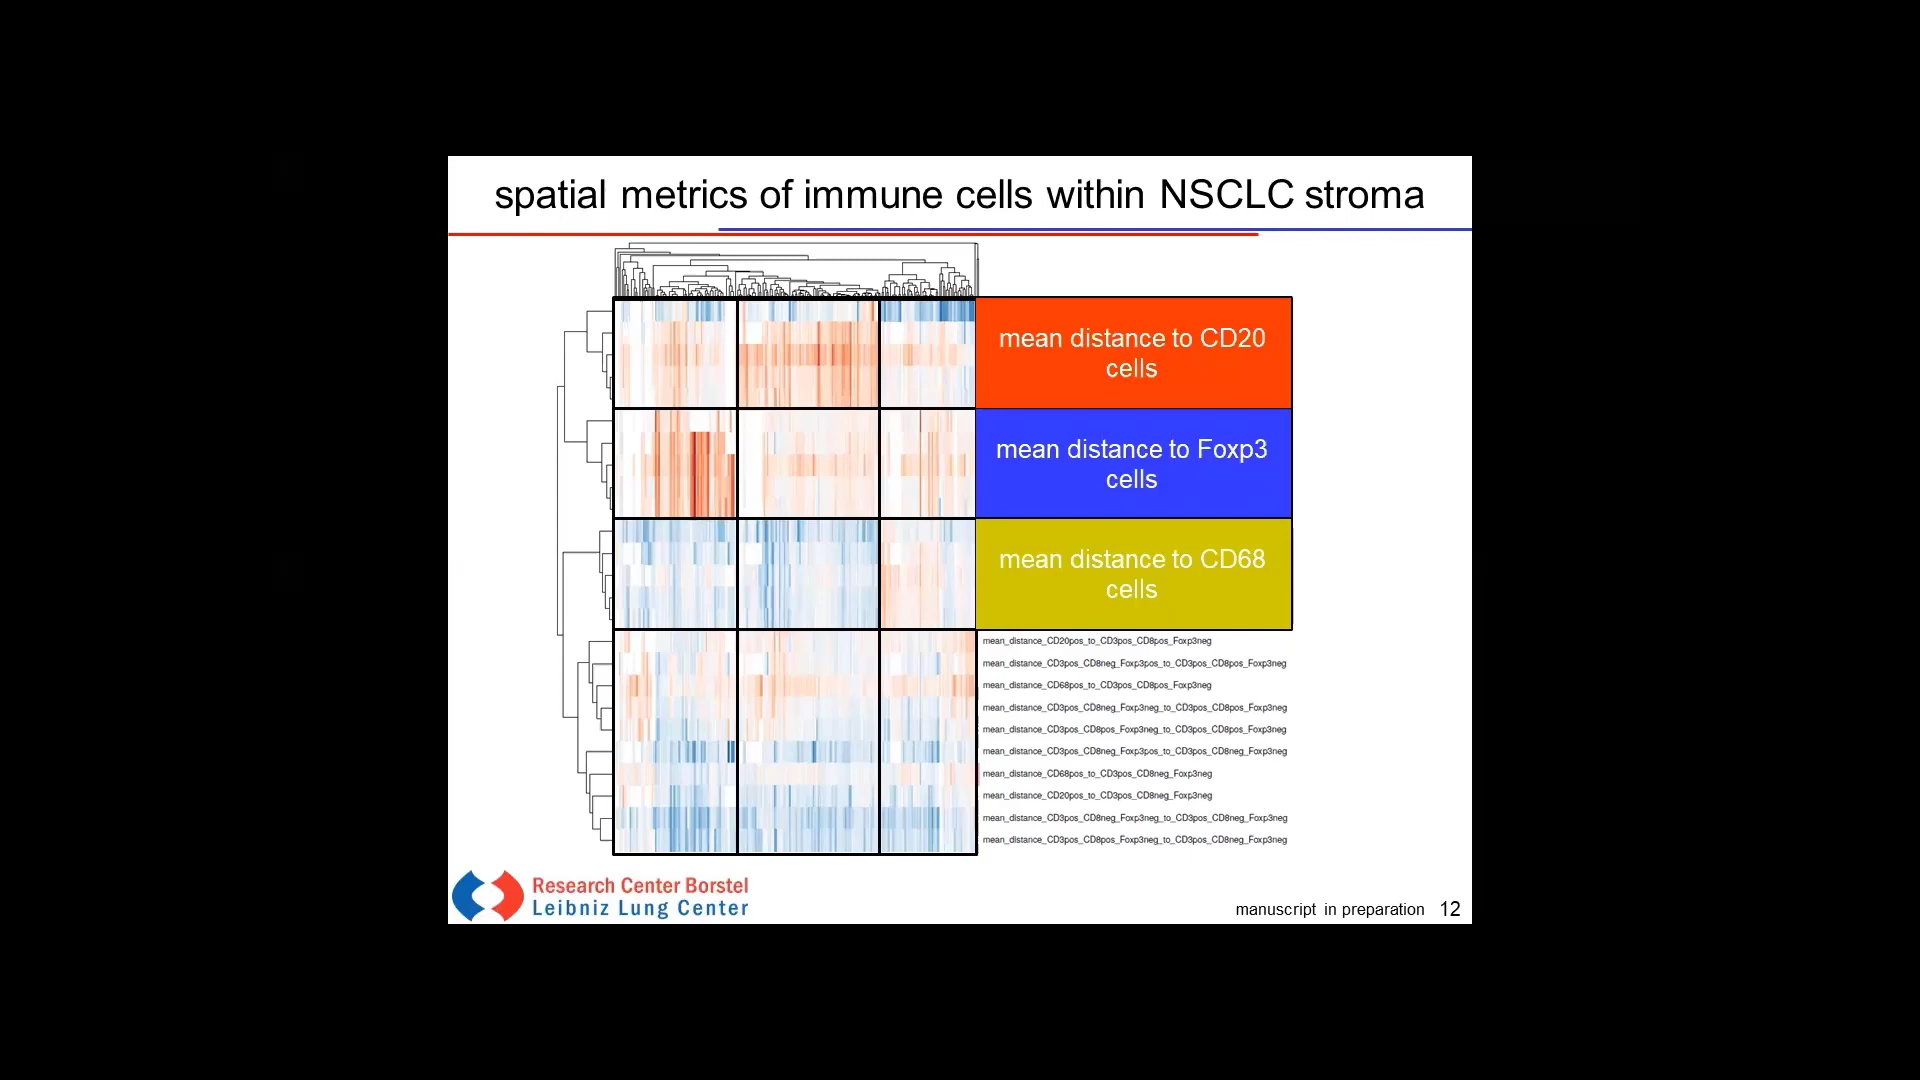 spatial metrics of immune cells within NSCLC stroma
mean distance to CD20
cells
mean distance to Foxp3
cells
mean distance to CD68
cells
mean_distance_CD20pos_to_CD3pos_CD8pos_Foxp3neg
mean_distance_CD3pos_CD8neg_Foxp3pos_to_CD3pos_CD8pos_Foxp3neg
mean_distance_CD68pos_to_CD3pos_CD8pos_Foxp3neg
mean_distance_CD3pos_CD8neg_Foxp3neg_to_CD3pos_CD8pos_Foxp3neg
mean_distance_CD3pos_CD8pos_Foxp3neg_to_CD3pos_CD8pos_Foxp3neg
mean_distance_CD3pos_CD8neg_Foxp3pos_to_CD3pos_CD8neg_Foxp3neg
mean_distance_CD68pos_to_CD3pos_CD8neg_Foxp3neg
mean_distance_CD20pos_to_CD3pos_CD8neg_Foxp3neg
mean_distance_CD3pos_CD8neg_Foxp3neg_to_CD3pos_CD8neg_Foxp3neg
mean_distance_CD3pos_CD8pos_Foxp3neg_to_CD3pos_CD8neg_Foxp3neg
Research Center Borstel
Leibniz Lung Center
manuscript in preparation 12